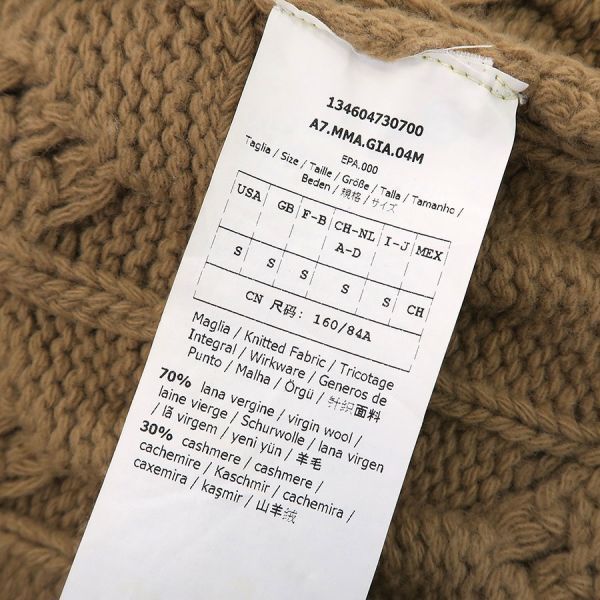 134604730700
A7.MMA.GIA.04M
EPA.000
Taglia / Size / Taille / Größe / Talla / Tamanho /
Beden / 规格 / サイズ
USA GB F-B CH-NL A-D I-J MEX
S S S S S CH
CN 尺码: 160/84A
Maglia / Knitted Fabric / Tricotage
Integral / Wirkware / Generos de
Punto / Malha / Örgü / 针织面料
70% lana vergine / virgin wool /
laine vierge / Schurwolle / lana virgen
/ lã virgem / yeni yün / 羊毛
30% cashmere / cashmere /
cachemire / Kaschmir / cachemira /
caxemira / kaşmir / 山羊绒